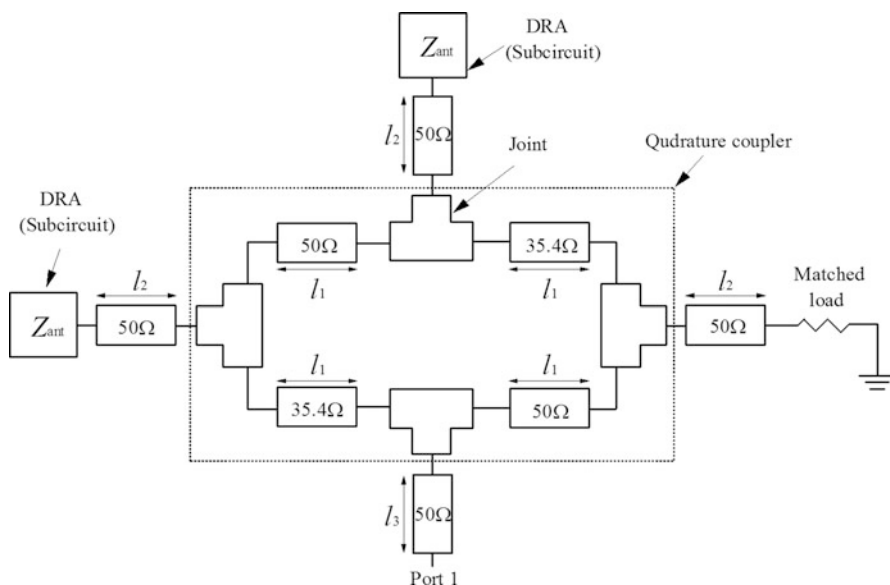 DRA
(Subcircuit)
Zant
l2
50Ω
Joint
Qudrature coupler
DRA
(Subcircuit)
50Ω
l1
35.4Ω
l1
l2
Zant
50Ω
l2
50Ω
Matched
load
l1
35.4Ω
l1
50Ω
l3
50Ω
Port 1